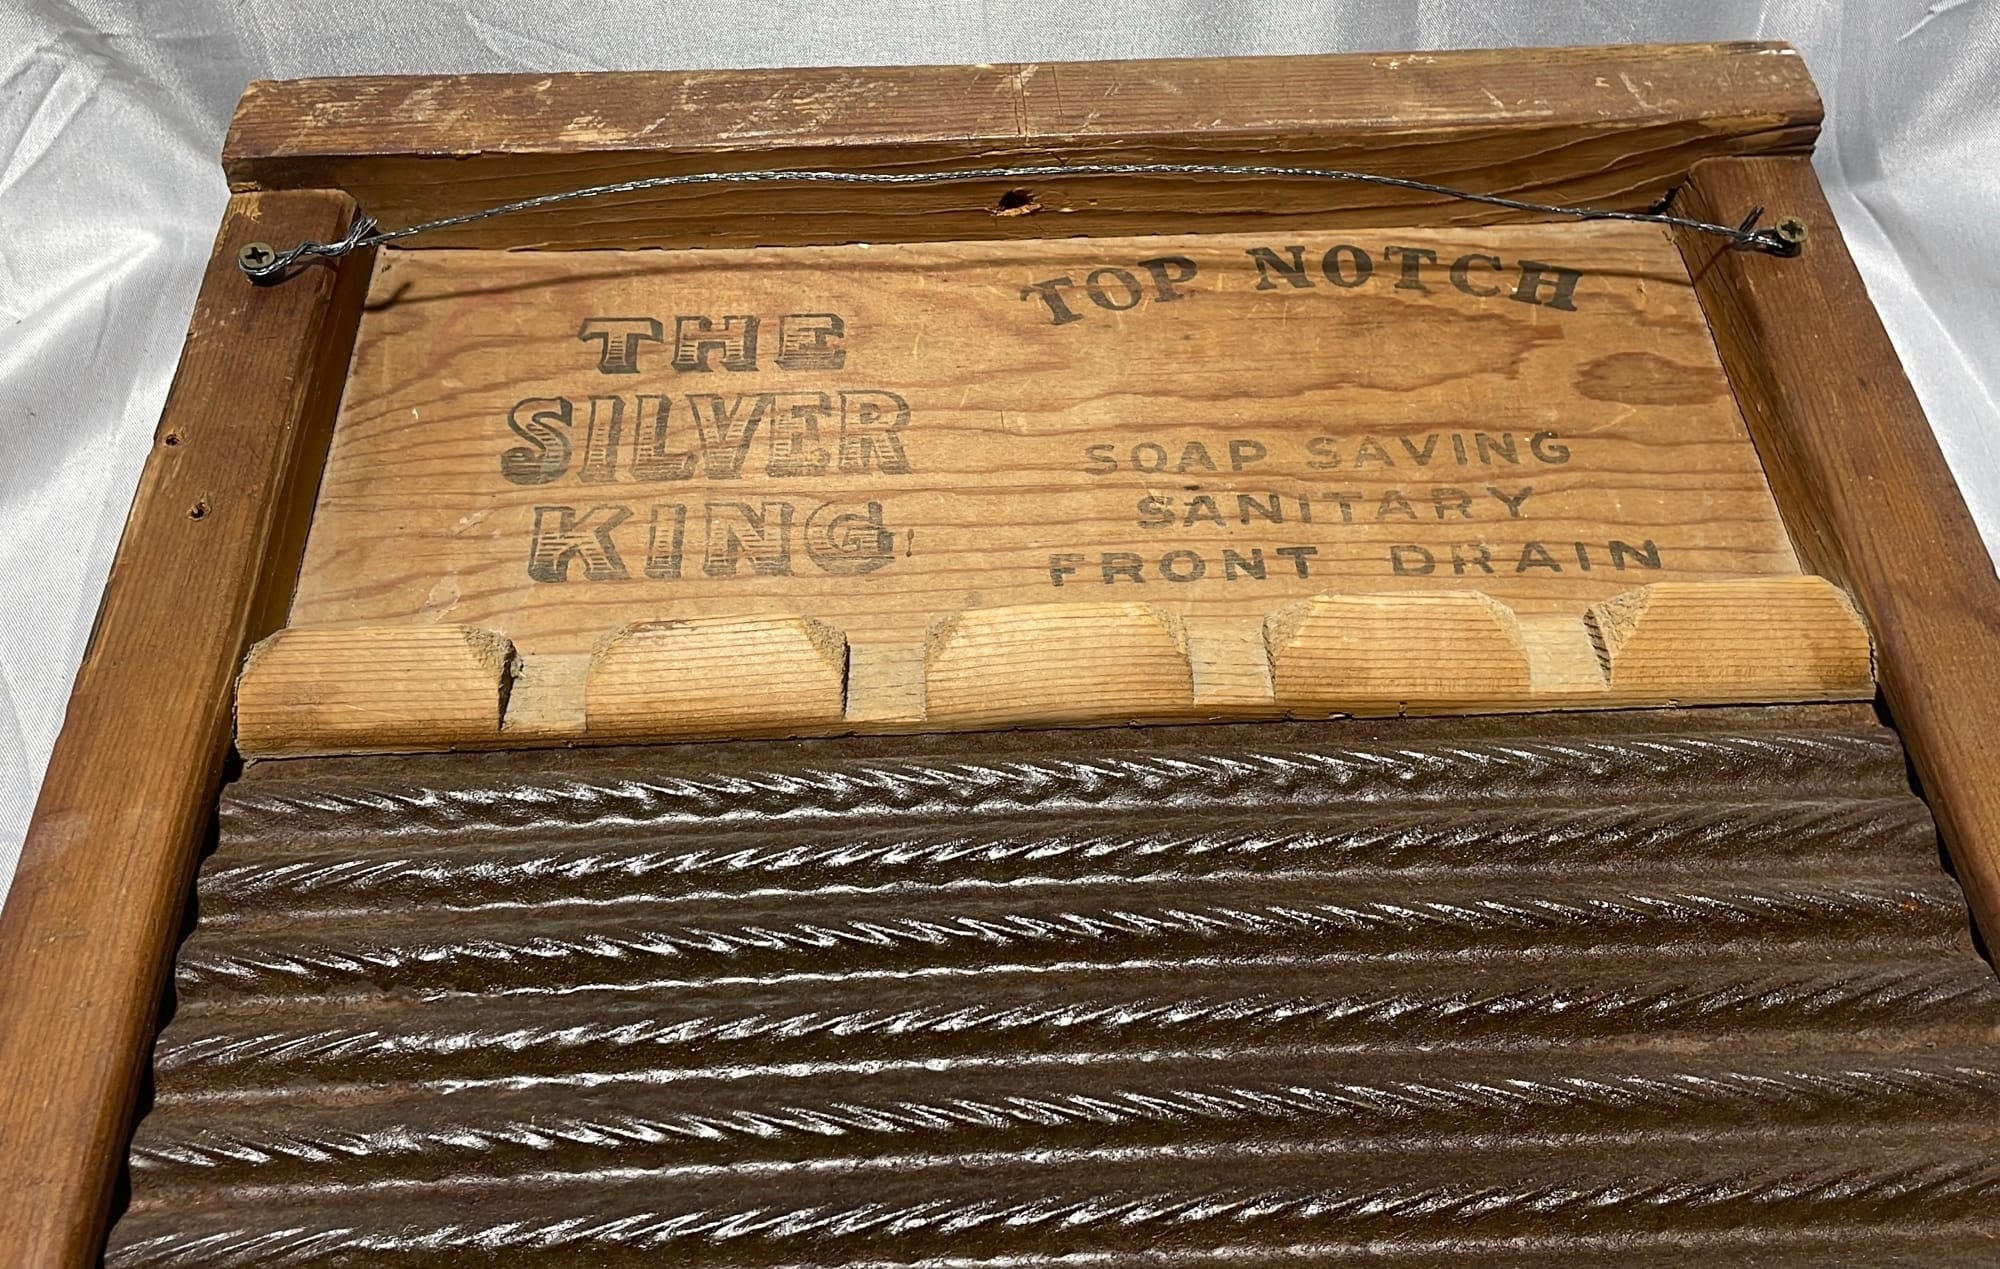 THE
SILVER
KING
TOP NOTCH
SOAP SAVING
SANITARY
FRONT DRAIN